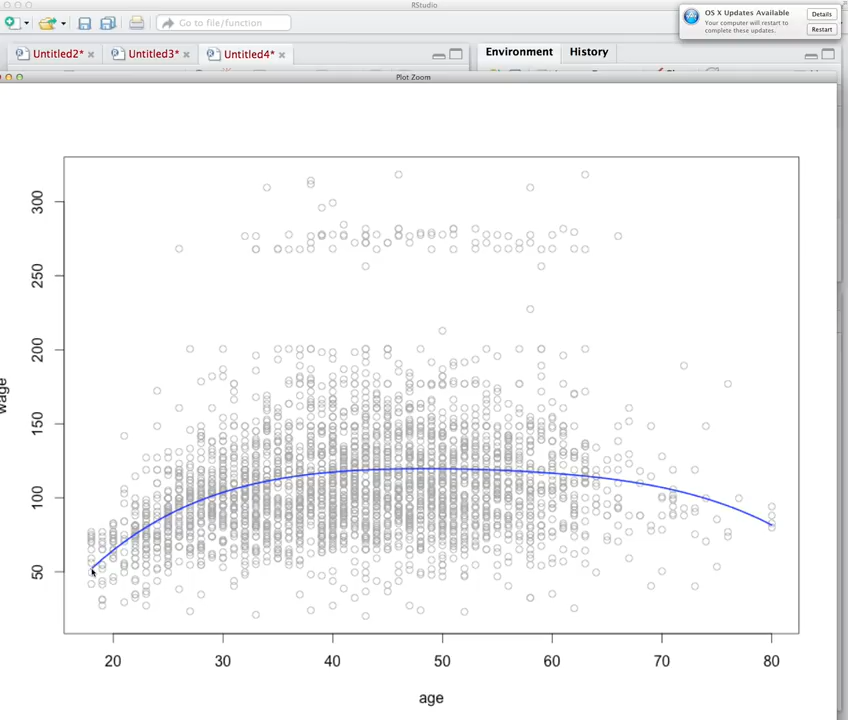 RStudio
Go to file/function
OS X Updates Available
Your computer will restart to
complete these updates.
Details
Restart
Untitled2*
Untitled3*
Untitled4*
Environment
History
Plot Zoom
300
250
200
150
100
50
wage
20
30
40
50
60
70
80
age